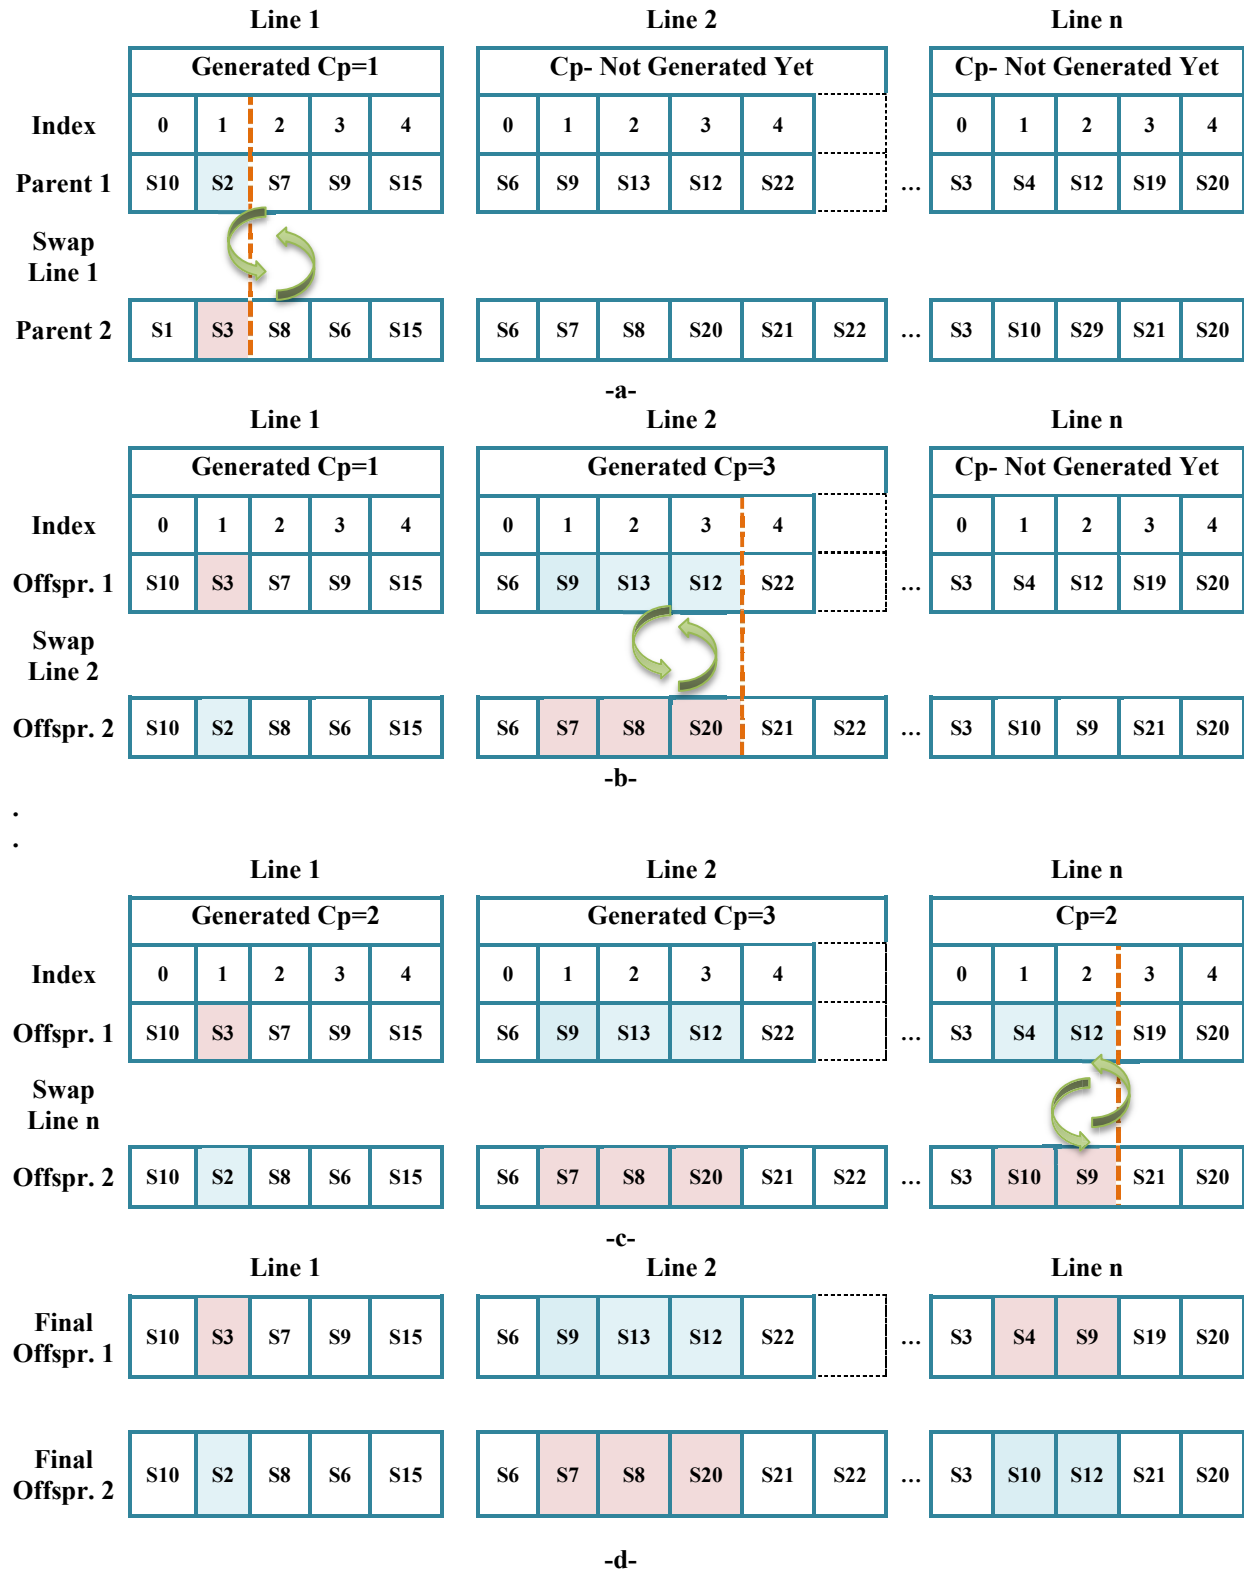 Line 1 Line 2 Line n
Generated Cp=1 Cp- Not Generated Yet Cp- Not Generated Yet
Index 0 1 2 3 4 0 1 2 3 4 0 1 2 3 4
Parent 1 S10 S2 S7 S9 S15 S6 S9 S13 S12 S22 ... S3 S4 S12 S19 S20
Swap
Line 1
Parent 2 S1 S3 S8 S6 S15 S6 S7 S8 S20 S21 S22 ... S3 S10 S29 S21 S20
-a-
Line 1 Line 2 Line n
Generated Cp=1 Generated Cp=3 Cp- Not Generated Yet
Index 0 1 2 3 4 0 1 2 3 4 0 1 2 3 4
Offspr. 1 S10 S3 S7 S9 S15 S6 S9 S13 S12 S22 ... S3 S4 S12 S19 S20
Swap
Line 2
Offspr. 2 S10 S2 S8 S6 S15 S6 S7 S8 S20 S21 S22 ... S3 S10 S9 S21 S20
-b-
.
.
Line 1 Line 2 Line n
Generated Cp=2 Generated Cp=3 Cp=2
Index 0 1 2 3 4 0 1 2 3 4 0 1 2 3 4
Offspr. 1 S10 S3 S7 S9 S15 S6 S9 S13 S12 S22 ... S3 S4 S12 S19 S20
Swap
Line n
Offspr. 2 S10 S2 S8 S6 S15 S6 S7 S8 S20 S21 S22 ... S3 S10 S9 S21 S20
-c-
Line 1 Line 2 Line n
Final
Offspr. 1 S10 S3 S7 S9 S15 S6 S9 S13 S12 S22 ... S3 S4 S9 S19 S20
Final
Offspr. 2 S10 S2 S8 S6 S15 S6 S7 S8 S20 S21 S22 ... S3 S10 S12 S21 S20
-d-